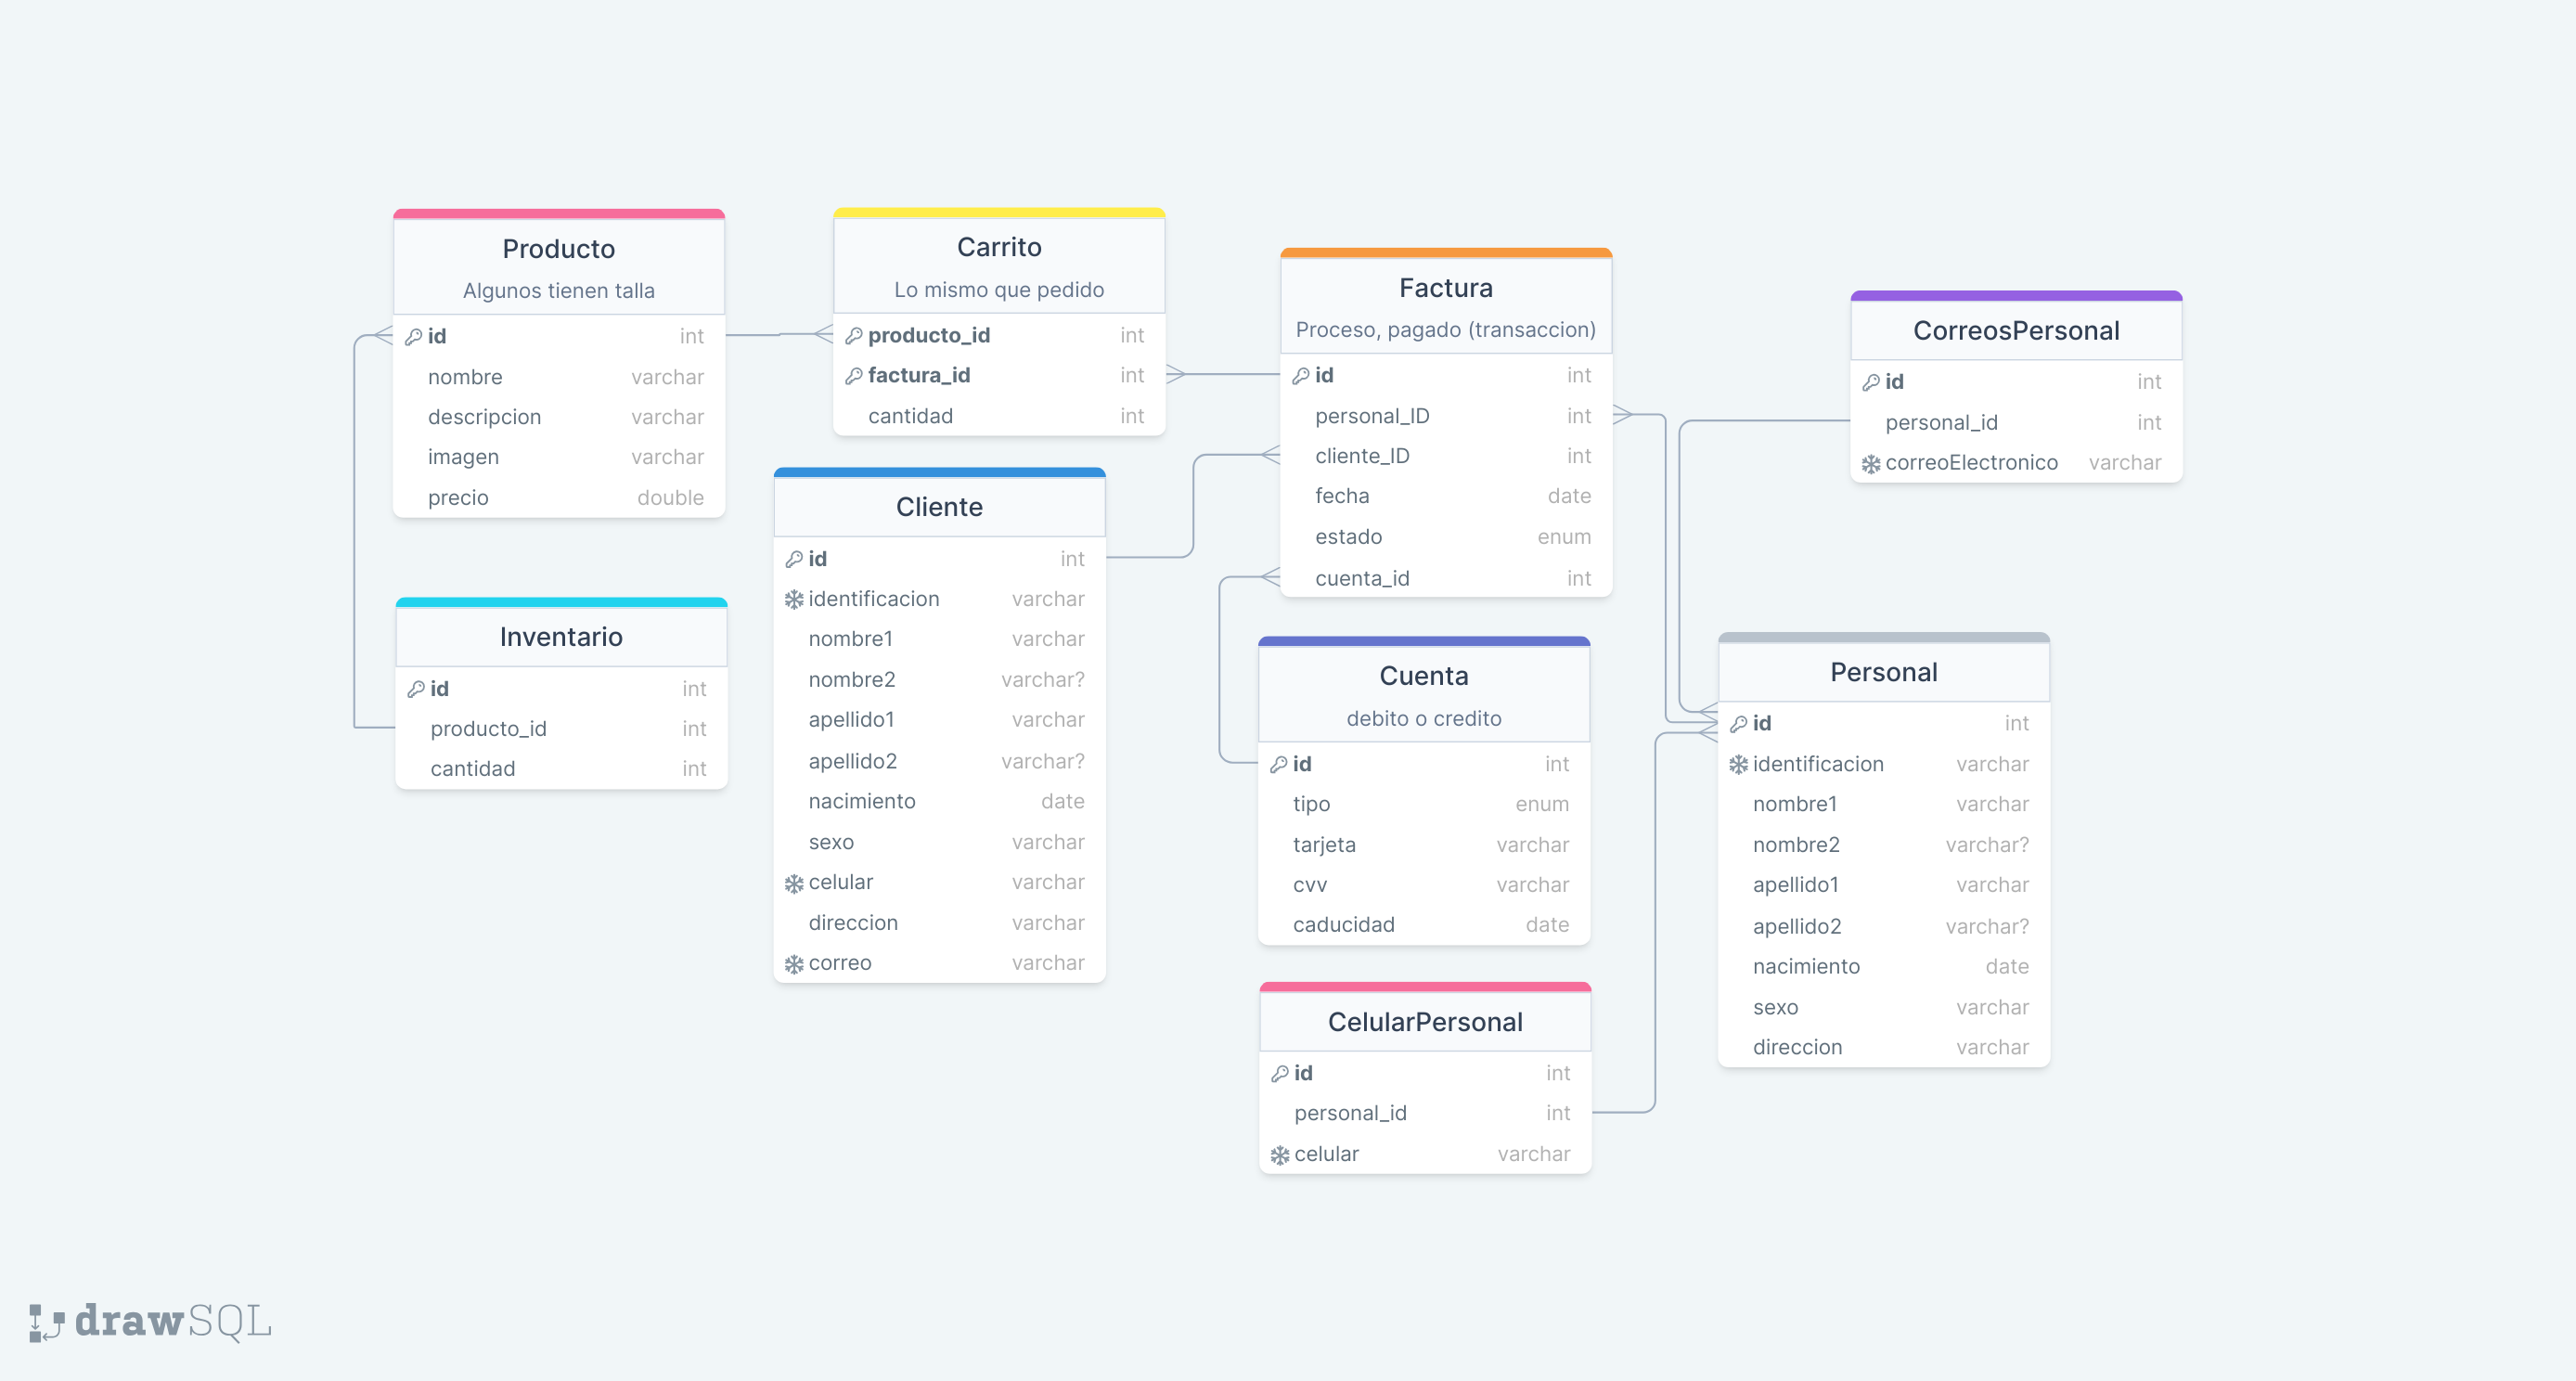 Producto
Algunos tienen talla
id int
nombre varchar
descripcion varchar
imagen varchar
precio double
Carrito
Lo mismo que pedido
producto_id int
factura_id int
cantidad int
Factura
Proceso, pagado (transaccion)
id int
personal_ID int
cliente_ID int
fecha date
estado enum
cuenta_id int
CorreosPersonal
id int
personal_id int
correoElectronico varchar
Inventario
id int
producto_id int
cantidad int
Cliente
id int
identificacion varchar
nombre1 varchar
nombre2 varchar?
apellido1 varchar
apellido2 varchar?
nacimiento date
sexo varchar
celular varchar
direccion varchar
correo varchar
Cuenta
debito o credito
id int
tipo enum
tarjeta varchar
cvv varchar
caducidad date
Personal
id int
identificacion varchar
nombre1 varchar
nombre2 varchar?
apellido1 varchar
apellido2 varchar?
nacimiento date
sexo varchar
direccion varchar
CelularPersonal
id int
personal_id int
celular varchar
drawSQL